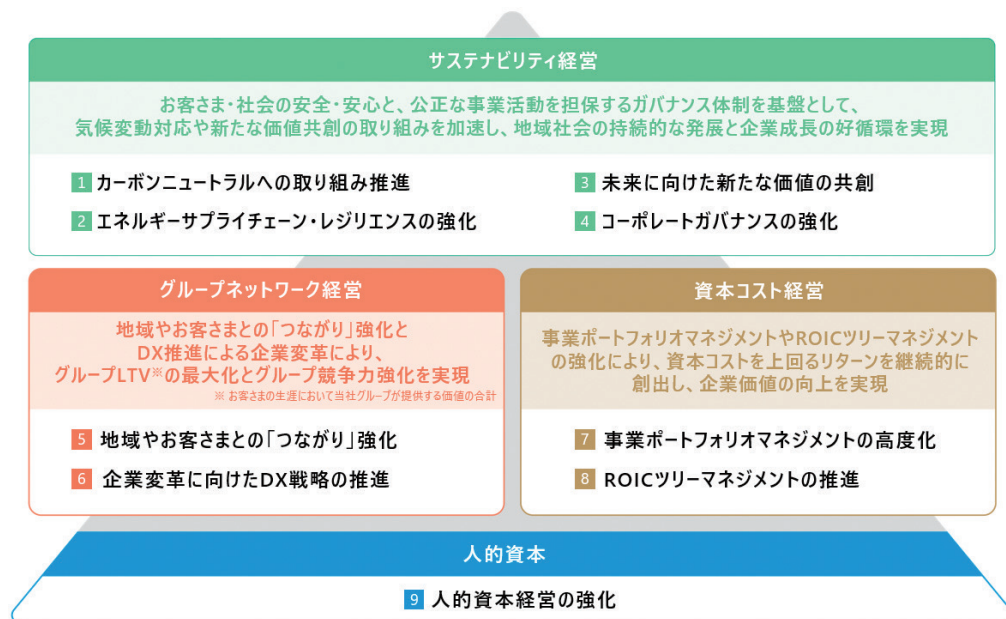 サステナビリティ経営
お客さま・社会の安全・安心と、公正な事業活動を担保するガバナンス体制を基盤として、
気候変動対応や新たな価値共創の取り組みを加速し、地域社会の持続的な発展と企業成長の好循環を実現
1 カーボンニュートラルへの取り組み推進
2 エネルギーサプライチェーン・レジリエンスの強化
3 未来に向けた新たな価値の共創
4 コーポレートガバナンスの強化
グループネットワーク経営
地域やお客さまとの「つながり」強化と
DX推進による企業変革により、
グループLTV※の最大化とグループ競争力強化を実現
※ お客さまの生涯において当社グループが提供する価値の合計
5 地域やお客さまとの「つながり」強化
6 企業変革に向けたDX戦略の推進
資本コスト経営
事業ポートフォリオマネジメントやROICツリーマネジメント
の強化により、資本コストを上回るリターンを継続的に
創出し、企業価値の向上を実現
7 事業ポートフォリオマネジメントの高度化
8 ROICツリーマネジメントの推進
人的資本
9 人的資本経営の強化